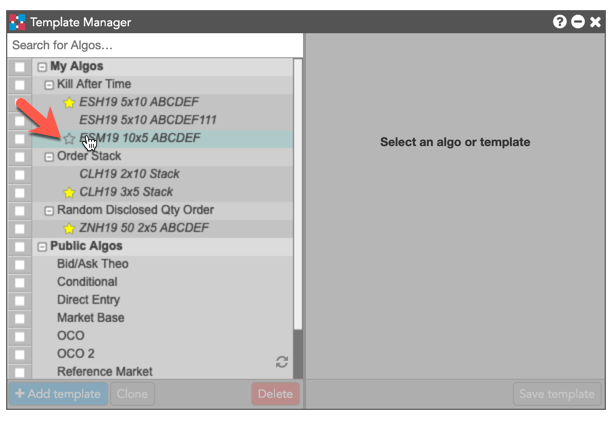 Template Manager
Search for Algos...
My Algos
Kill After Time
ESH19 5x10 ABCDEF
ESH19 5x10 ABCDEF111
ESM19 10x5 ABCDEF
Order Stack
CLH19 2x10 Stack
CLH19 3x5 Stack
Random Disclosed Qty Order
ZNH19 50 2x5 ABCDEF
Public Algos
Bid/Ask Theo
Conditional
Direct Entry
Market Base
OCO
OCO 2
Reference Market
+ Add template Clone Delete
Select an algo or template
Save template